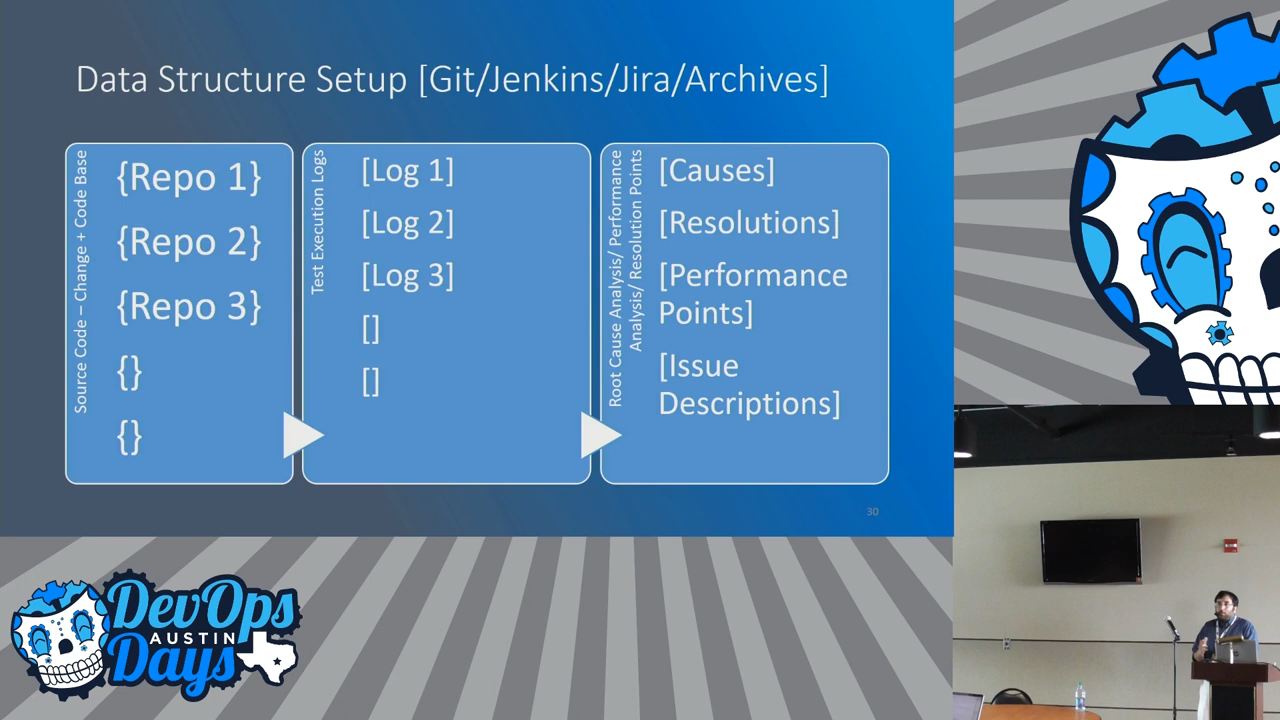 Data Structure Setup [Git/Jenkins/Jira/Archives]
Source Code – Change + Code Base
{Repo 1}
{Repo 2}
{Repo 3}
{}
{}
Test Execution Logs
[Log 1]
[Log 2]
[Log 3]
[]
[]
Root Cause Analysis/ Performance
Analysis/ Resolution Points
[Causes]
[Resolutions]
[Performance
Points]
[Issue
Descriptions]
30
DevOps
AUSTIN
Days